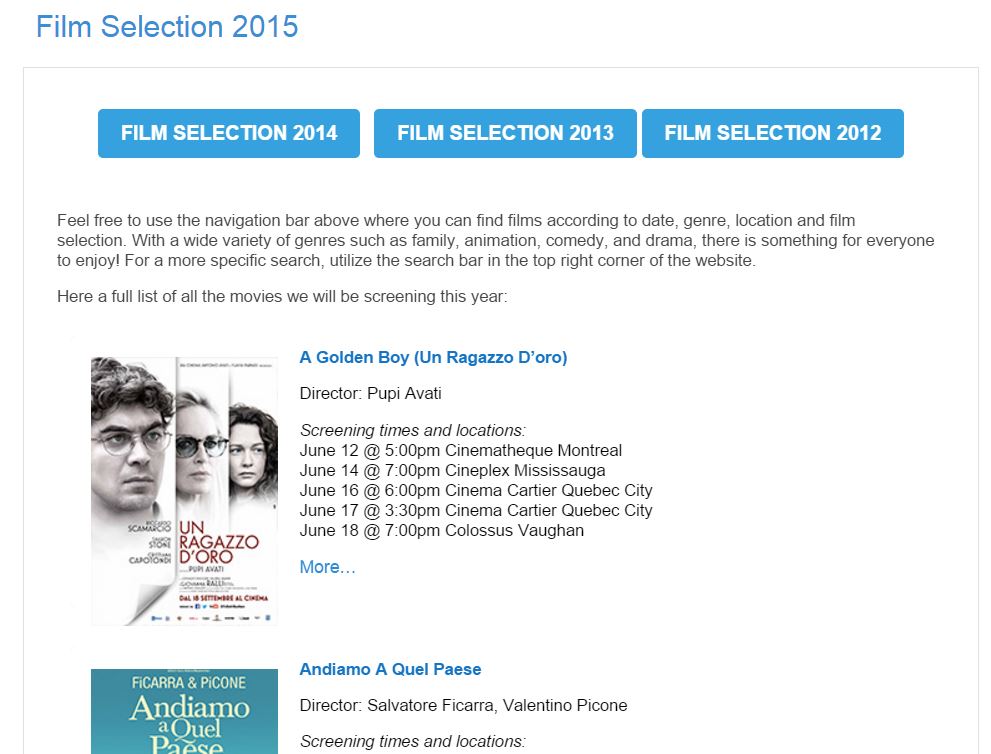 Film Selection 2015
FILM SELECTION 2014
FILM SELECTION 2013
FILM SELECTION 2012
Feel free to use the navigation bar above where you can find films according to date, genre, location and film
selection. With a wide variety of genres such as family, animation, comedy, and drama, there is something for everyone
to enjoy! For a more specific search, utilize the search bar in the top right corner of the website.
Here a full list of all the movies we will be screening this year:
RICCARDO
SCAMARCIO
SHARON
STONE
CRISTIANA
CAPOTONDI
UN
RAGAZZO
D'ORO
PUPI AVATI
GIOVANNA RALLI
DAL 18 SETTEMBRE AL CINEMA
A Golden Boy (Un Ragazzo D’oro)
Director: Pupi Avati
Screening times and locations:
June 12 @ 5:00pm Cinematheque Montreal
June 14 @ 7:00pm Cineplex Mississauga
June 16 @ 6:00pm Cinema Cartier Quebec City
June 17 @ 3:30pm Cinema Cartier Quebec City
June 18 @ 7:00pm Colossus Vaughan
More…
FiCARRA & PiCONE
Andiamo
a Quel
Paese
Andiamo A Quel Paese
Director: Salvatore Ficarra, Valentino Picone
Screening times and locations: